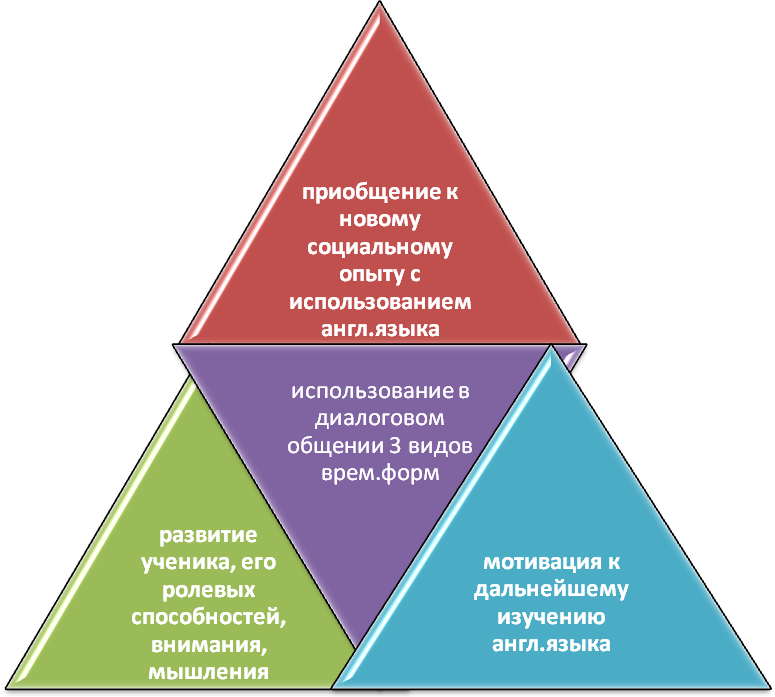 приобщение к
новому
социальному
опыту с
использованием
англ.языка
использование в
диалоговом
общении 3 видов
врем.форм
развитие
ученика, его
ролевых
способностей,
внимания,
мышления
мотивация к
дальнейшему
изучению
англ.языка